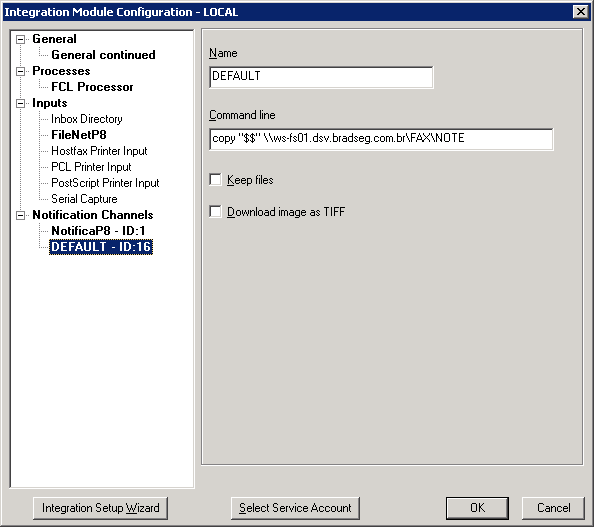 Integration Module Configuration - LOCAL
General
General continued
Processes
FCL Processor
Inputs
Inbox Directory
FileNetP8
Hostfax Printer Input
PCL Printer Input
PostScript Printer Input
Serial Capture
Notification Channels
NotificaP8 - ID:1
DEFAULT - ID:16
Name
DEFAULT
Command line
copy "$$" \\ws-fs01.dsv.bradseg.com.br\FAX\NOTE
Keep files
Download image as TIFF
Integration Setup Wizard
Select Service Account
OK
Cancel